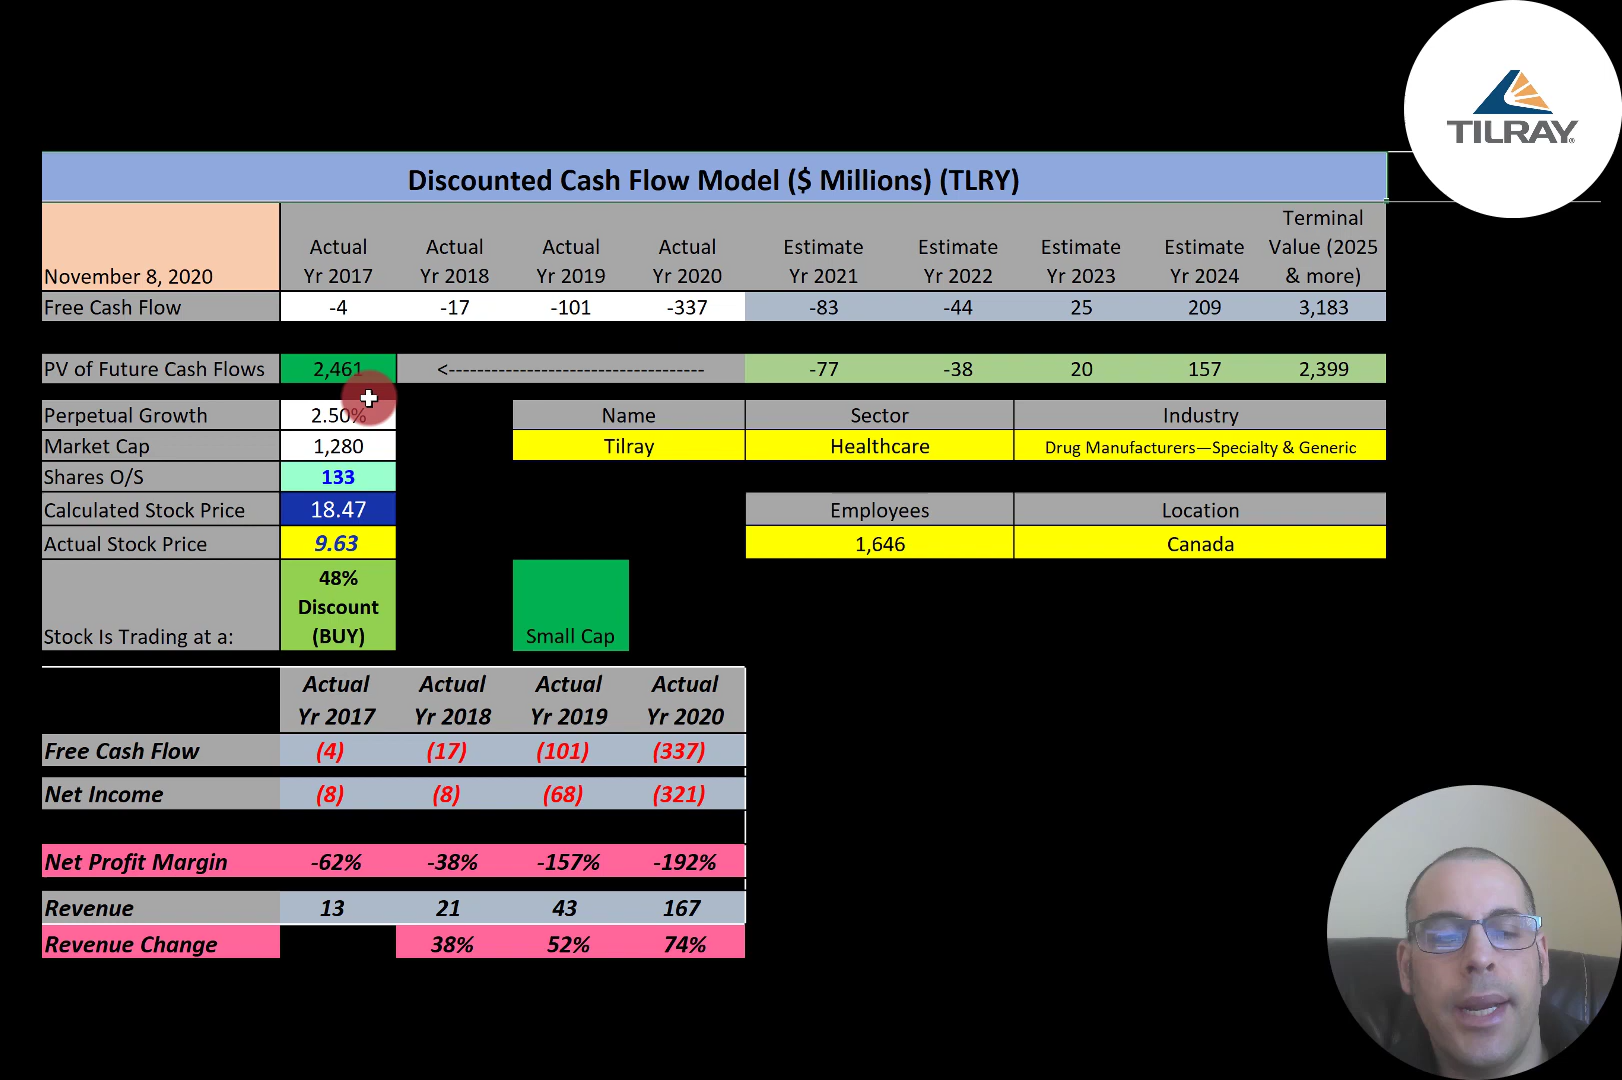 TILRAY
Discounted Cash Flow Model ($ Millions) (TLRY)
November 8, 2020 Actual Yr 2017 Actual Yr 2018 Actual Yr 2019 Actual Yr 2020 Estimate Yr 2021 Estimate Yr 2022 Estimate Yr 2023 Estimate Yr 2024 Terminal Value (2025 & more)
Free Cash Flow -4 -17 -101 -337 -83 -44 25 209 3,183
PV of Future Cash Flows 2,461 <---------------------------------- -77 -38 20 157 2,399
Perpetual Growth 2.50% Name Sector Industry
Market Cap 1,280 Tilray Healthcare Drug Manufacturers—Specialty & Generic
Shares O/S 133
Calculated Stock Price 18.47 Employees Location
Actual Stock Price 9.63 1,646 Canada
Stock Is Trading at a: 48% Discount (BUY) Small Cap
Actual Yr 2017 Actual Yr 2018 Actual Yr 2019 Actual Yr 2020
Free Cash Flow (4) (17) (101) (337)
Net Income (8) (8) (68) (321)
Net Profit Margin -62% -38% -157% -192%
Revenue 13 21 43 167
Revenue Change 38% 52% 74%